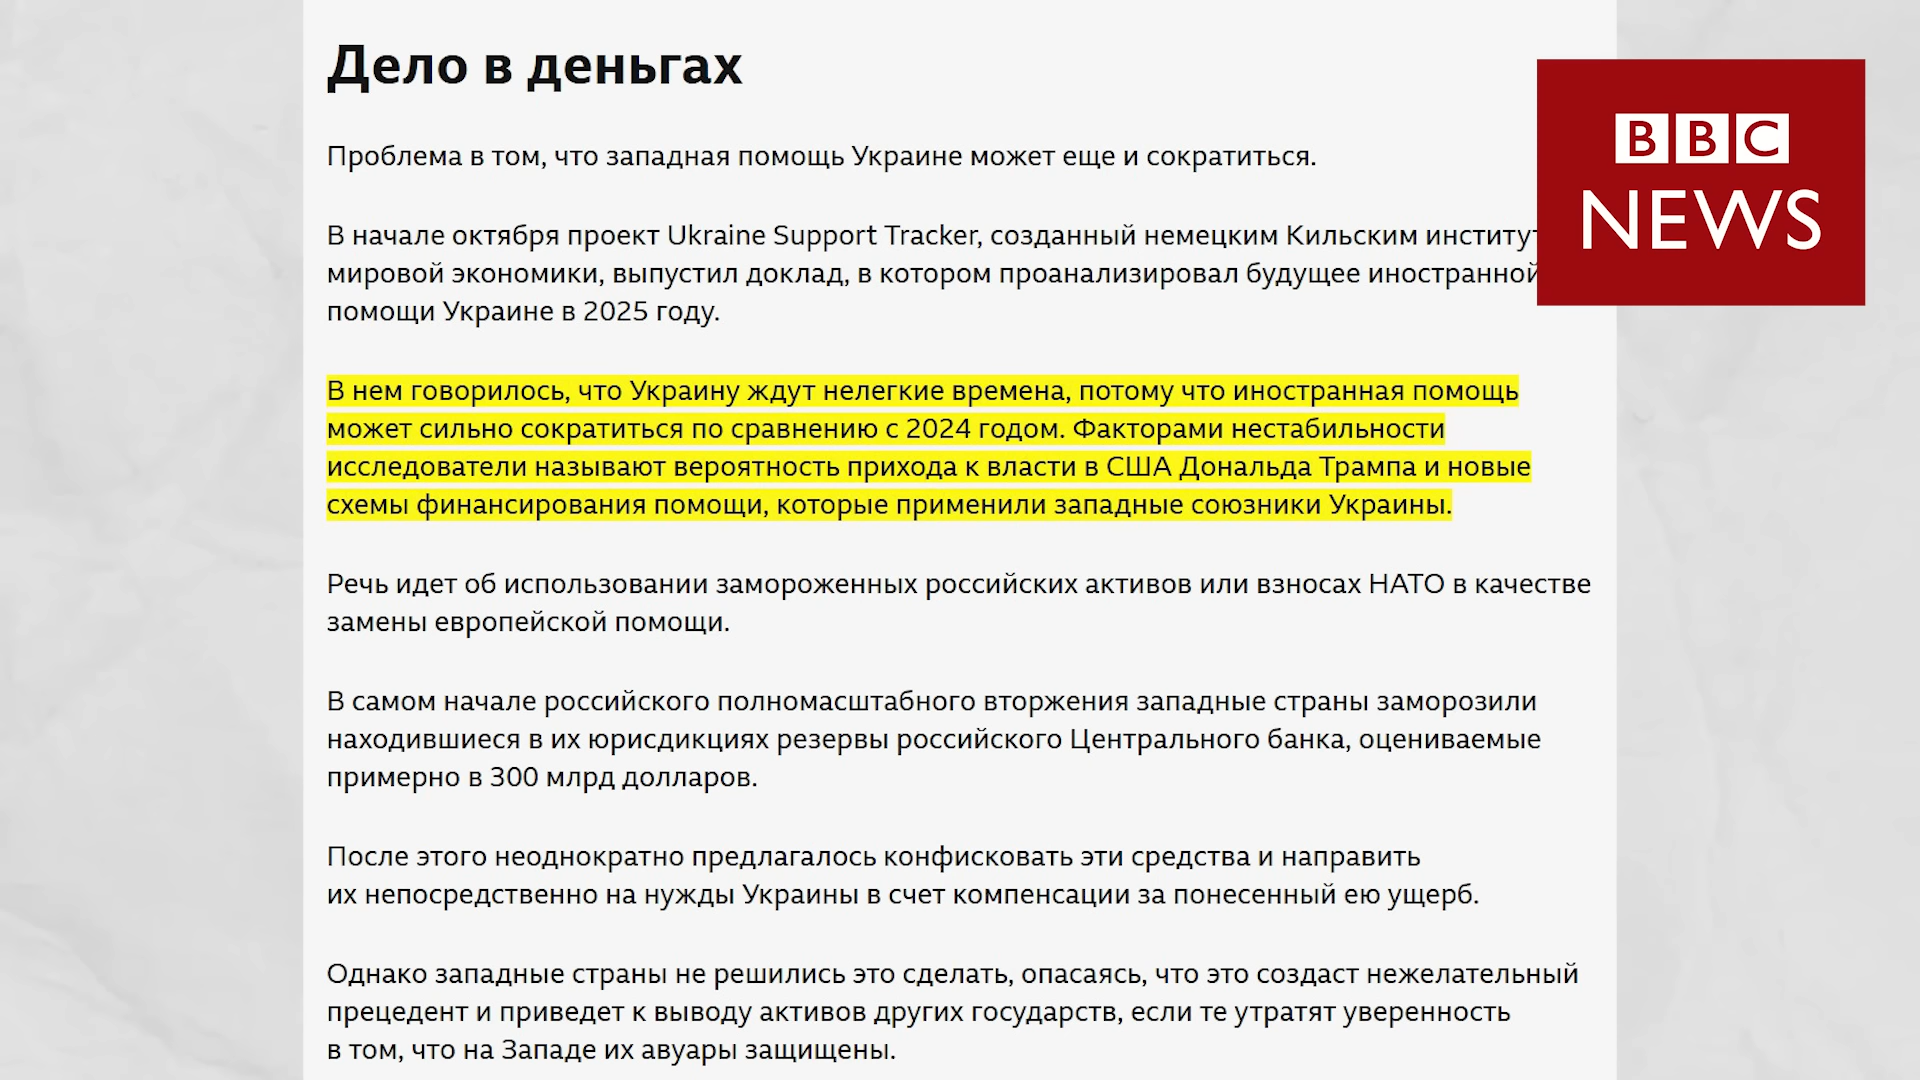 Дело в деньгах
BBC
NEWS
Проблема в том, что западная помощь Украине может еще и сократиться.
В начале октября проект Ukraine Support Tracker, созданный немецким Кильским
мировой экономики, выпустил доклад, в котором проанализировал будущее иностранной
помощи Украине в 2025 году.
В нем говорилось, что Украину ждут нелегкие времена, потому что иностранная помощь
может сильно сократиться по сравнению с 2024 годом. Факторами нестабильности
исследователи называют вероятность прихода к власти в США Дональда Трампа и новые
схемы финансирования помощи, которые применили западные союзники Украины.
Речь идет об использовании замороженных российских активов или взносах НАТО в качестве
замены европейской помощи.
В самом начале российского полномасштабного вторжения западные страны заморозили
находившиеся в их юрисдикциях резервы российского Центрального банка, оцениваемые
примерно в 300 млрд долларов.
После этого неоднократно предлагалось конфисковать эти средства и направить
их непосредственно на нужды Украины в счет компенсации за понесенный ею ущерб.
Однако западные страны не решились это сделать, опасаясь, что это создаст нежелательный
прецедент и приведет к выводу активов других государств, если те утратят уверенность
в том, что на Западе их авуары защищены.